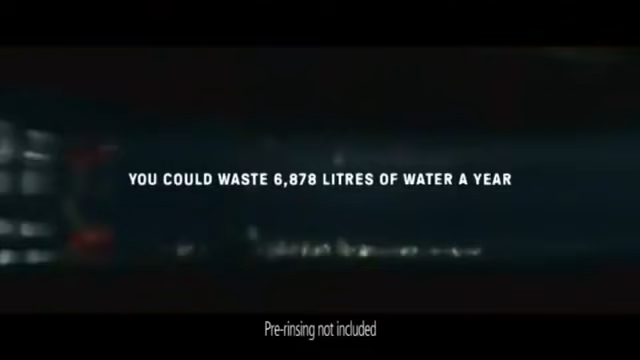 YOU COULD WASTE 6,878 LITRES OF WATER A YEAR
Pre-rinsing not included